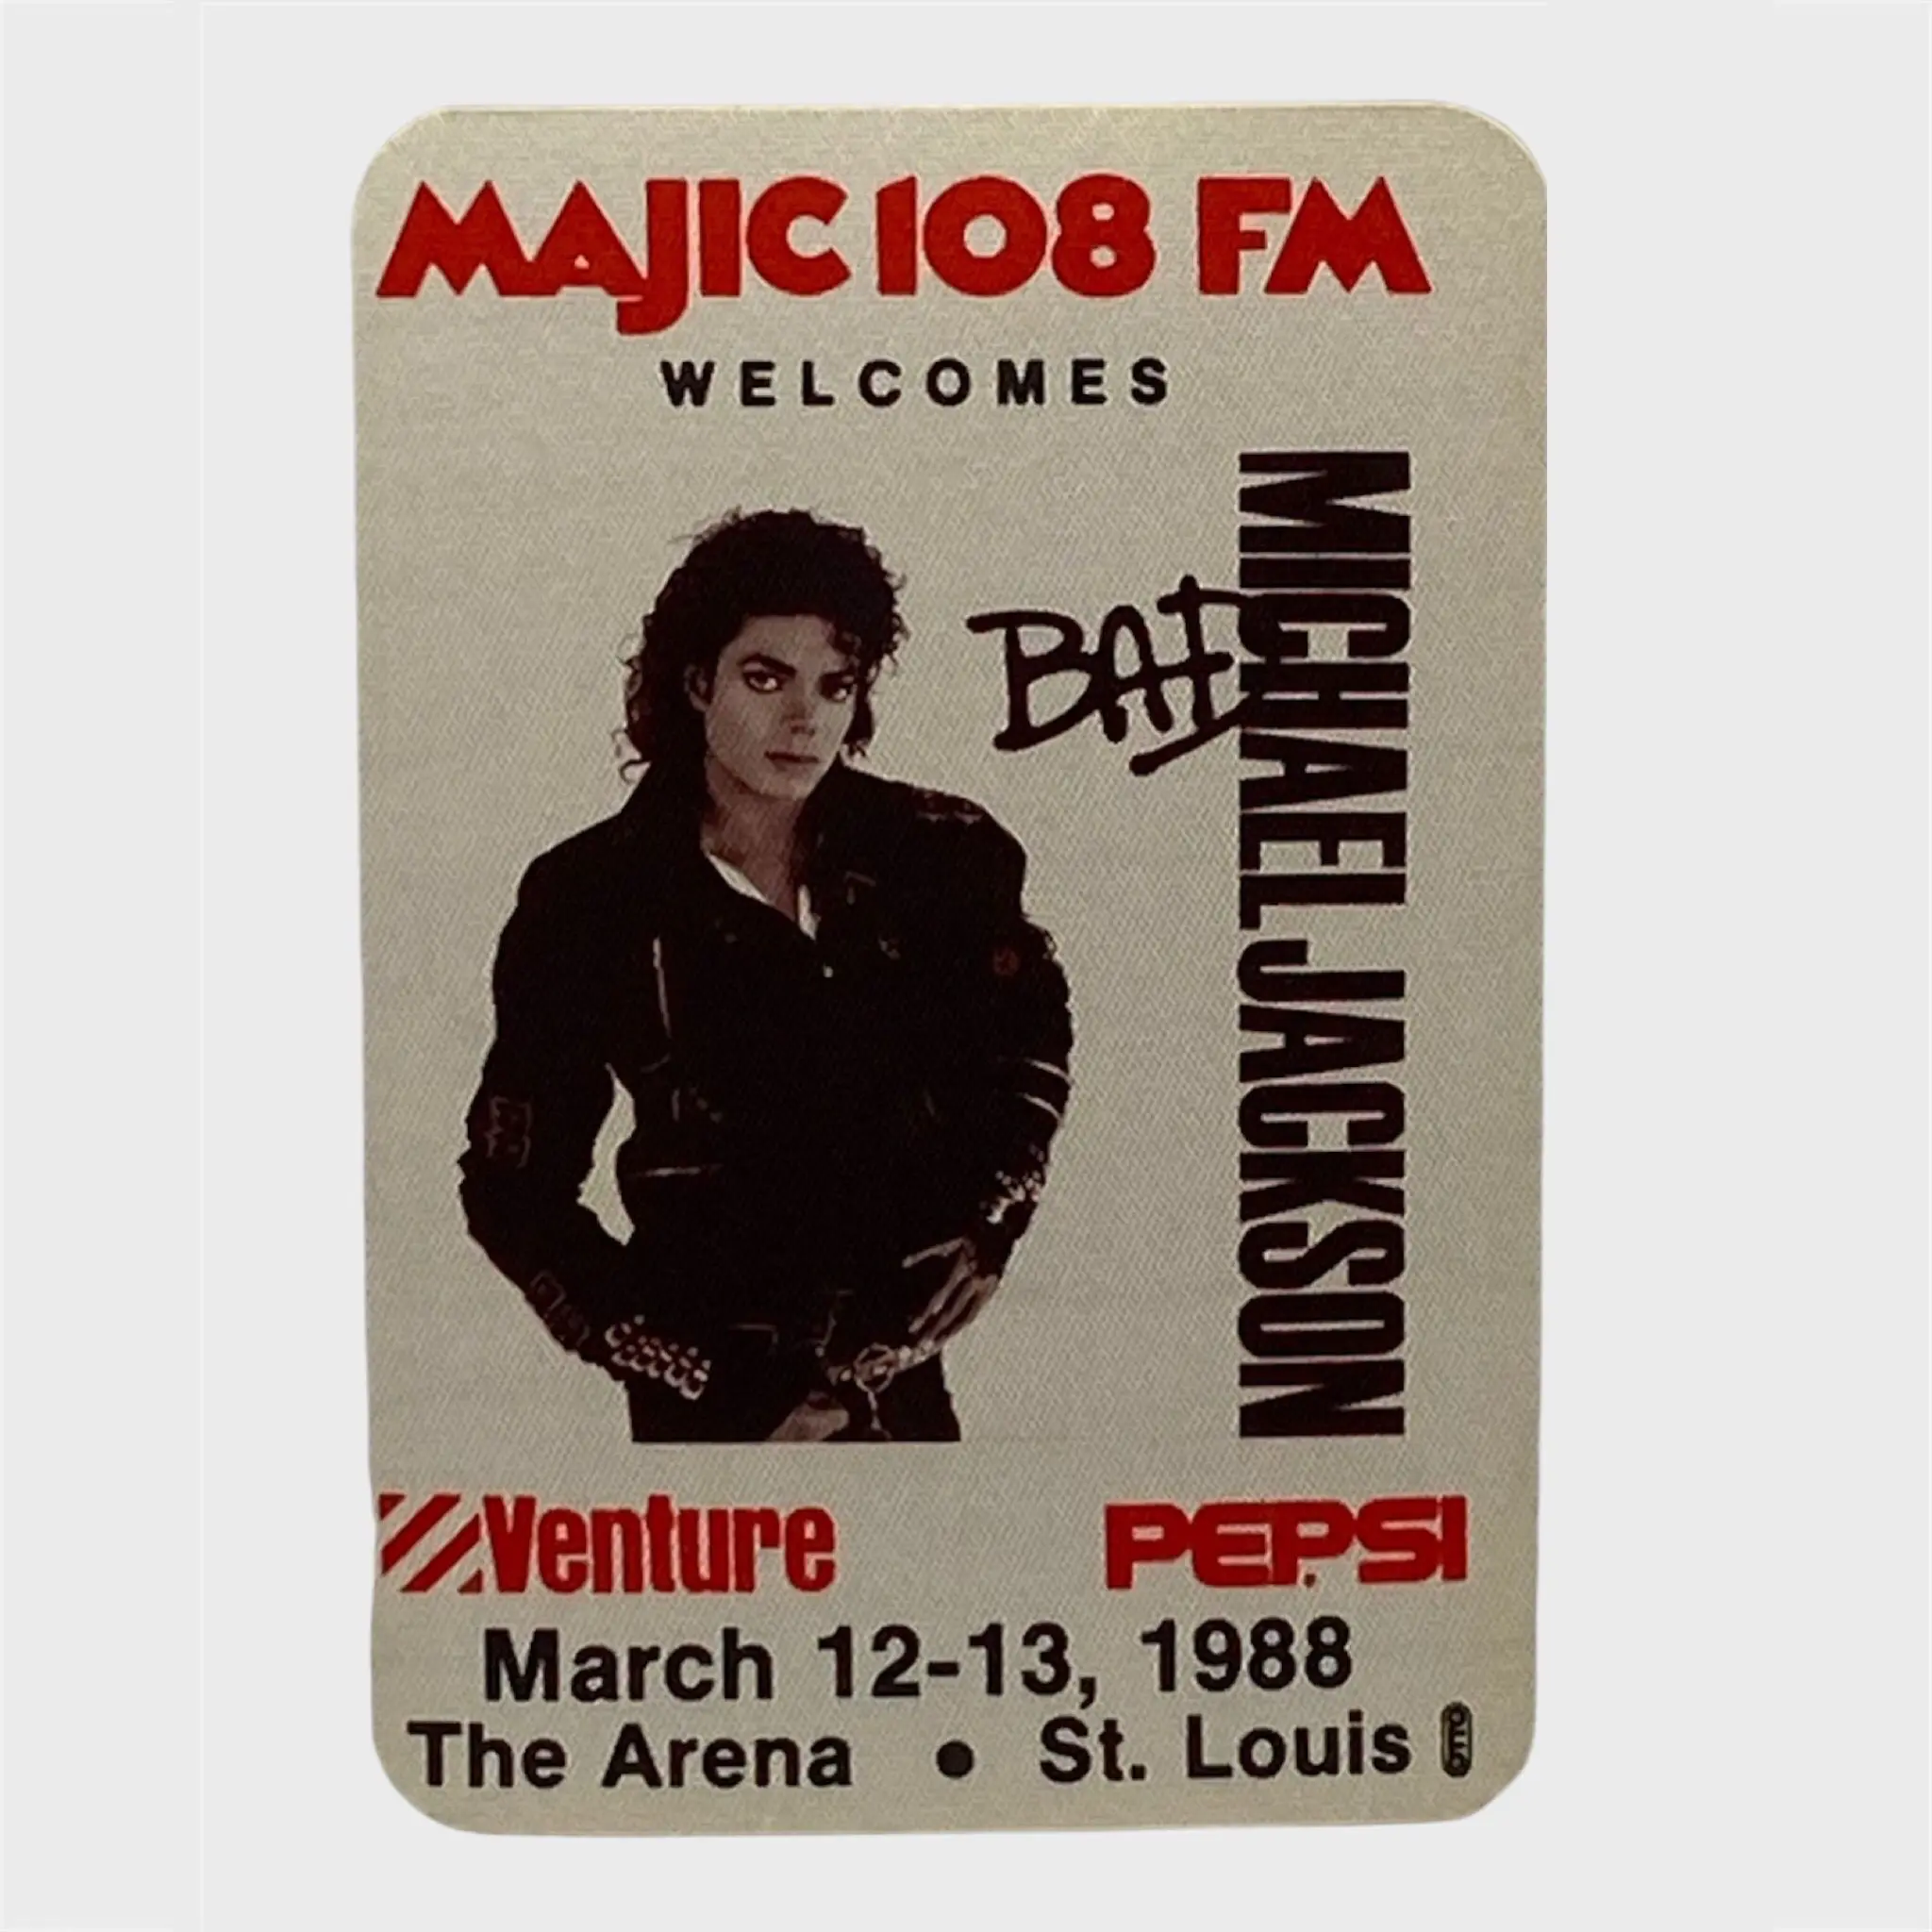 MAJIC 108 FM
WELCOMES
BAD
MICHAEL JACKSON
Venture
PEPSI
March 12-13, 1988
The Arena • St. Louis